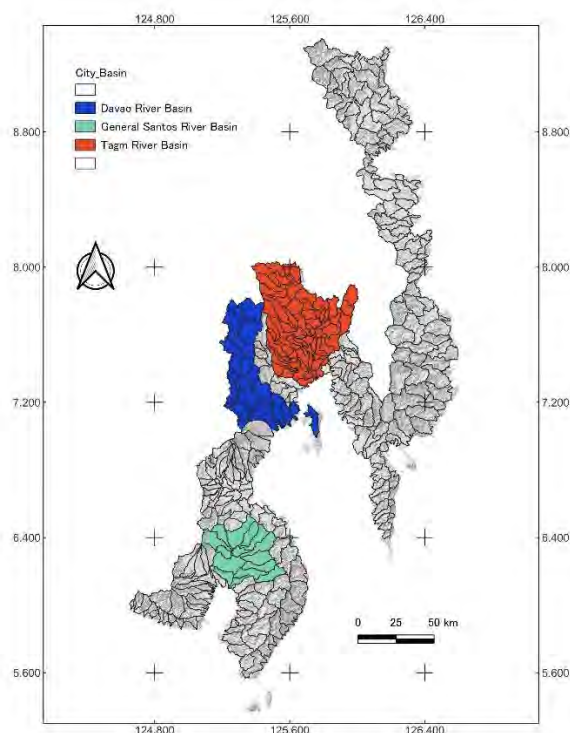 124.800 125.600 126.400
City_Basin
Davao River Basin
General Santos River Basin
Tagm River Basin
8.800 8.800
8.000 8.000
7.200 7.200
6.400 6.400
0 25 50 km
5.600 5.600
124.800 125.600 126.400